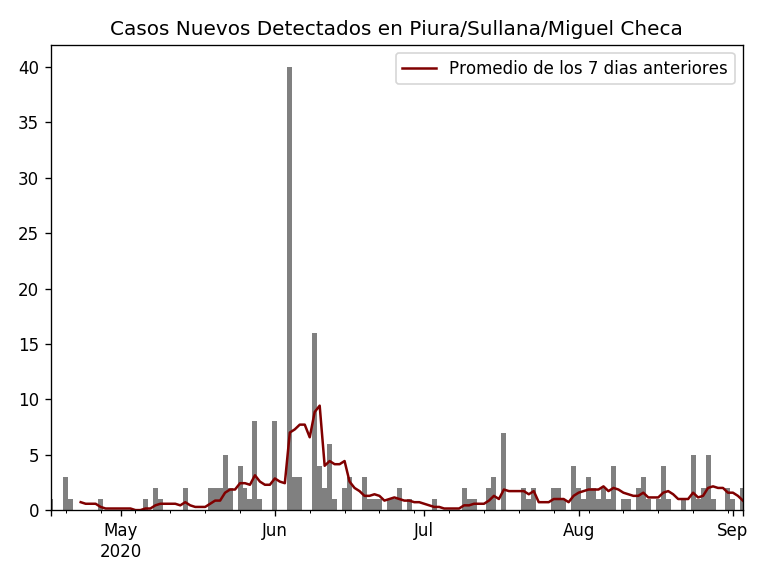 Casos Nuevos Detectados en Piura/Sullana/Miguel Checa
Promedio de los 7 dias anteriores
40
35
30
25
20
15
10
5
0
May
2020
Jun
Jul
Aug
Sep